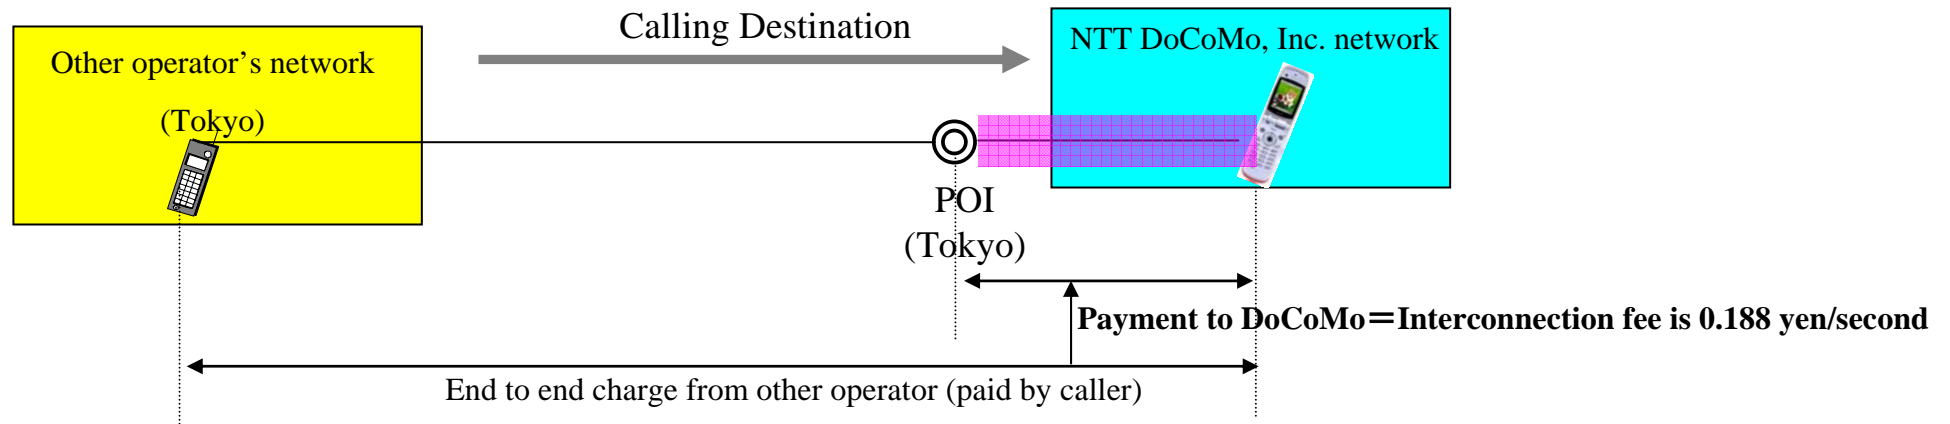 Calling Destination
NTT DoCoMo, Inc. network
Other operator’s network
(Tokyo)
POI
(Tokyo)
Payment to DoCoMo＝Interconnection fee is 0.188 yen/second
End to end charge from other operator (paid by caller)